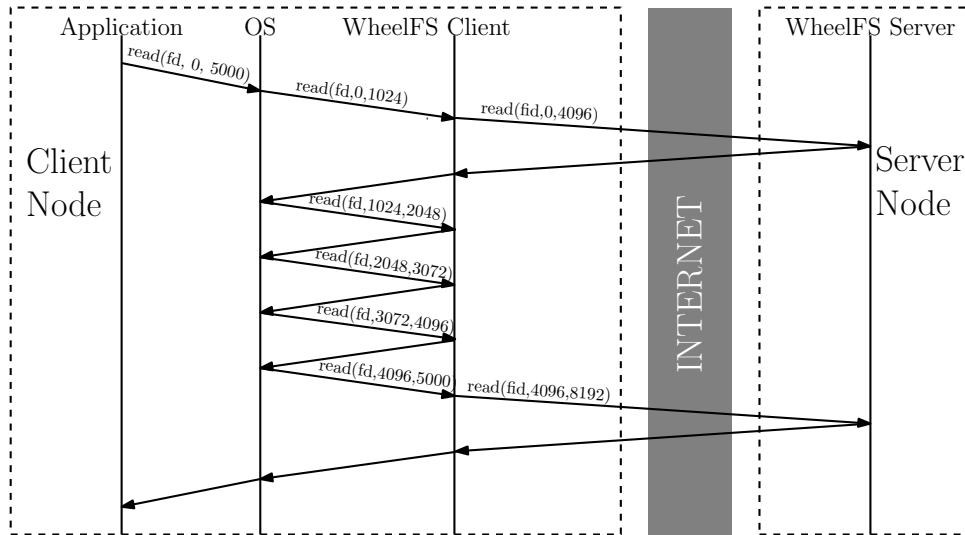 Application
OS
WheelFS Client
WheelFS Server
read(fd, 0, 5000)
read(fd,0,1024)
read(fid,0,4096)
Client
Node
Server
Node
read(fd,1024,2048)
INTERNET
read(fd,2048,3072)
read(fd,3072,4096)
read(fd,4096,5000)
read(fid,4096,8192)